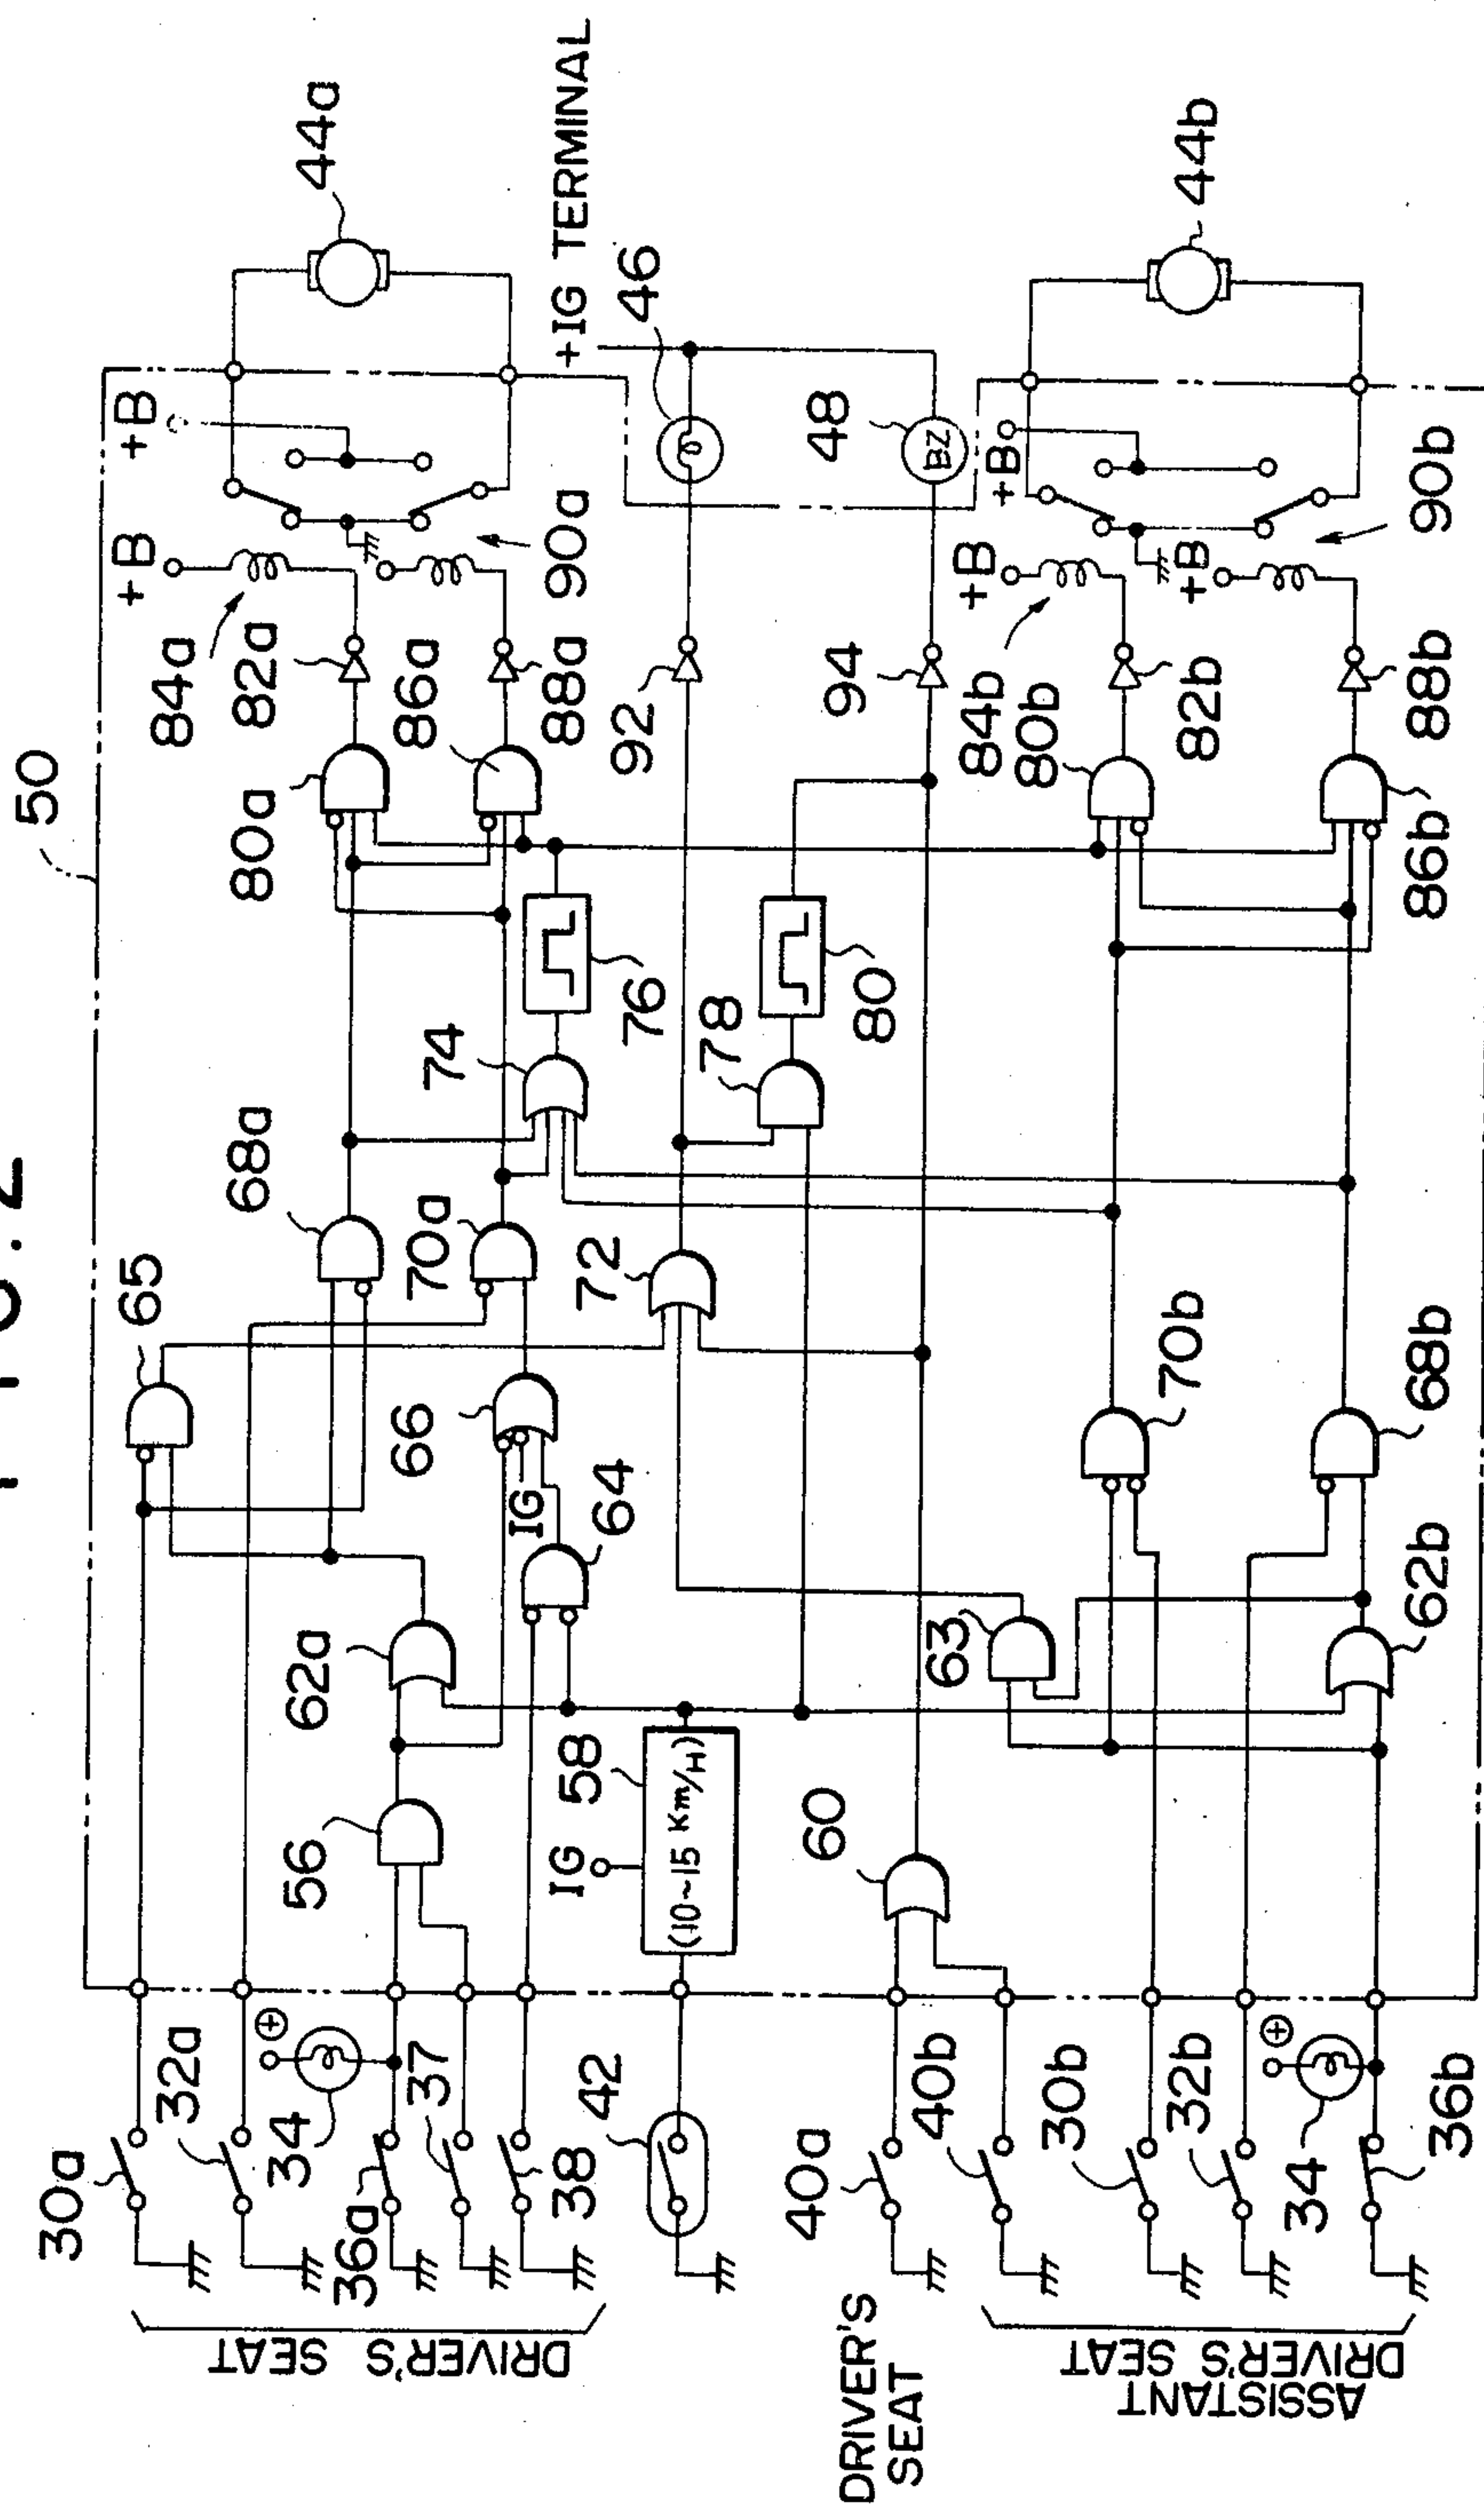 FIG. 2
50
30a
32a
34
36a
37
38
42
40a
40b
30b
32b
34
36b
DRIVER'S SEAT
DRIVER'S
SEAT
ASSISTANT
DRIVER'S SEAT
56
IG
58
(10~15 Km/H)
60
62a
63
62b
64
IG
65
66
68a
70a
72
70b
68b
74
76
78
80
80a
86a
80b
86b
84a
82a
88a
92
94
84b
82b
88b
+B
+B
90a
+B
+B
+B
90b
+IG TERMINAL
46
48
BZ
44a
44b